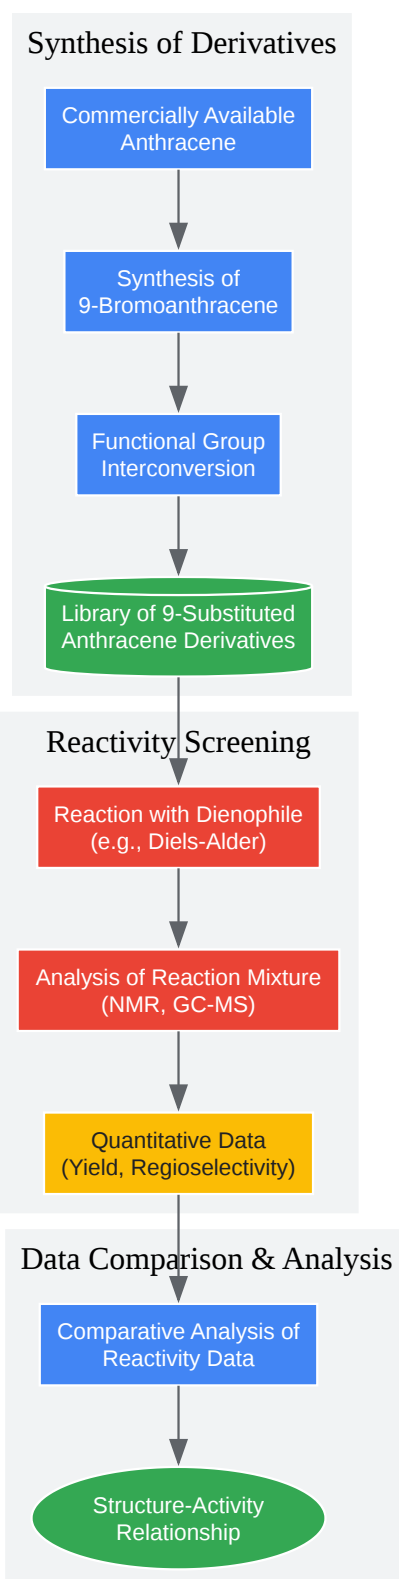 Synthesis of Derivatives
Commercially Available
Anthracene
Synthesis of
9-Bromoanthracene
Functional Group
Interconversion
Library of 9-Substituted
Anthracene Derivatives
Reactivity Screening
Reaction with Dienophile
(e.g., Diels-Alder)
Analysis of Reaction Mixture
(NMR, GC-MS)
Quantitative Data
(Yield, Regioselectivity)
Data Comparison & Analysis
Comparative Analysis of
Reactivity Data
Structure-Activity
Relationship